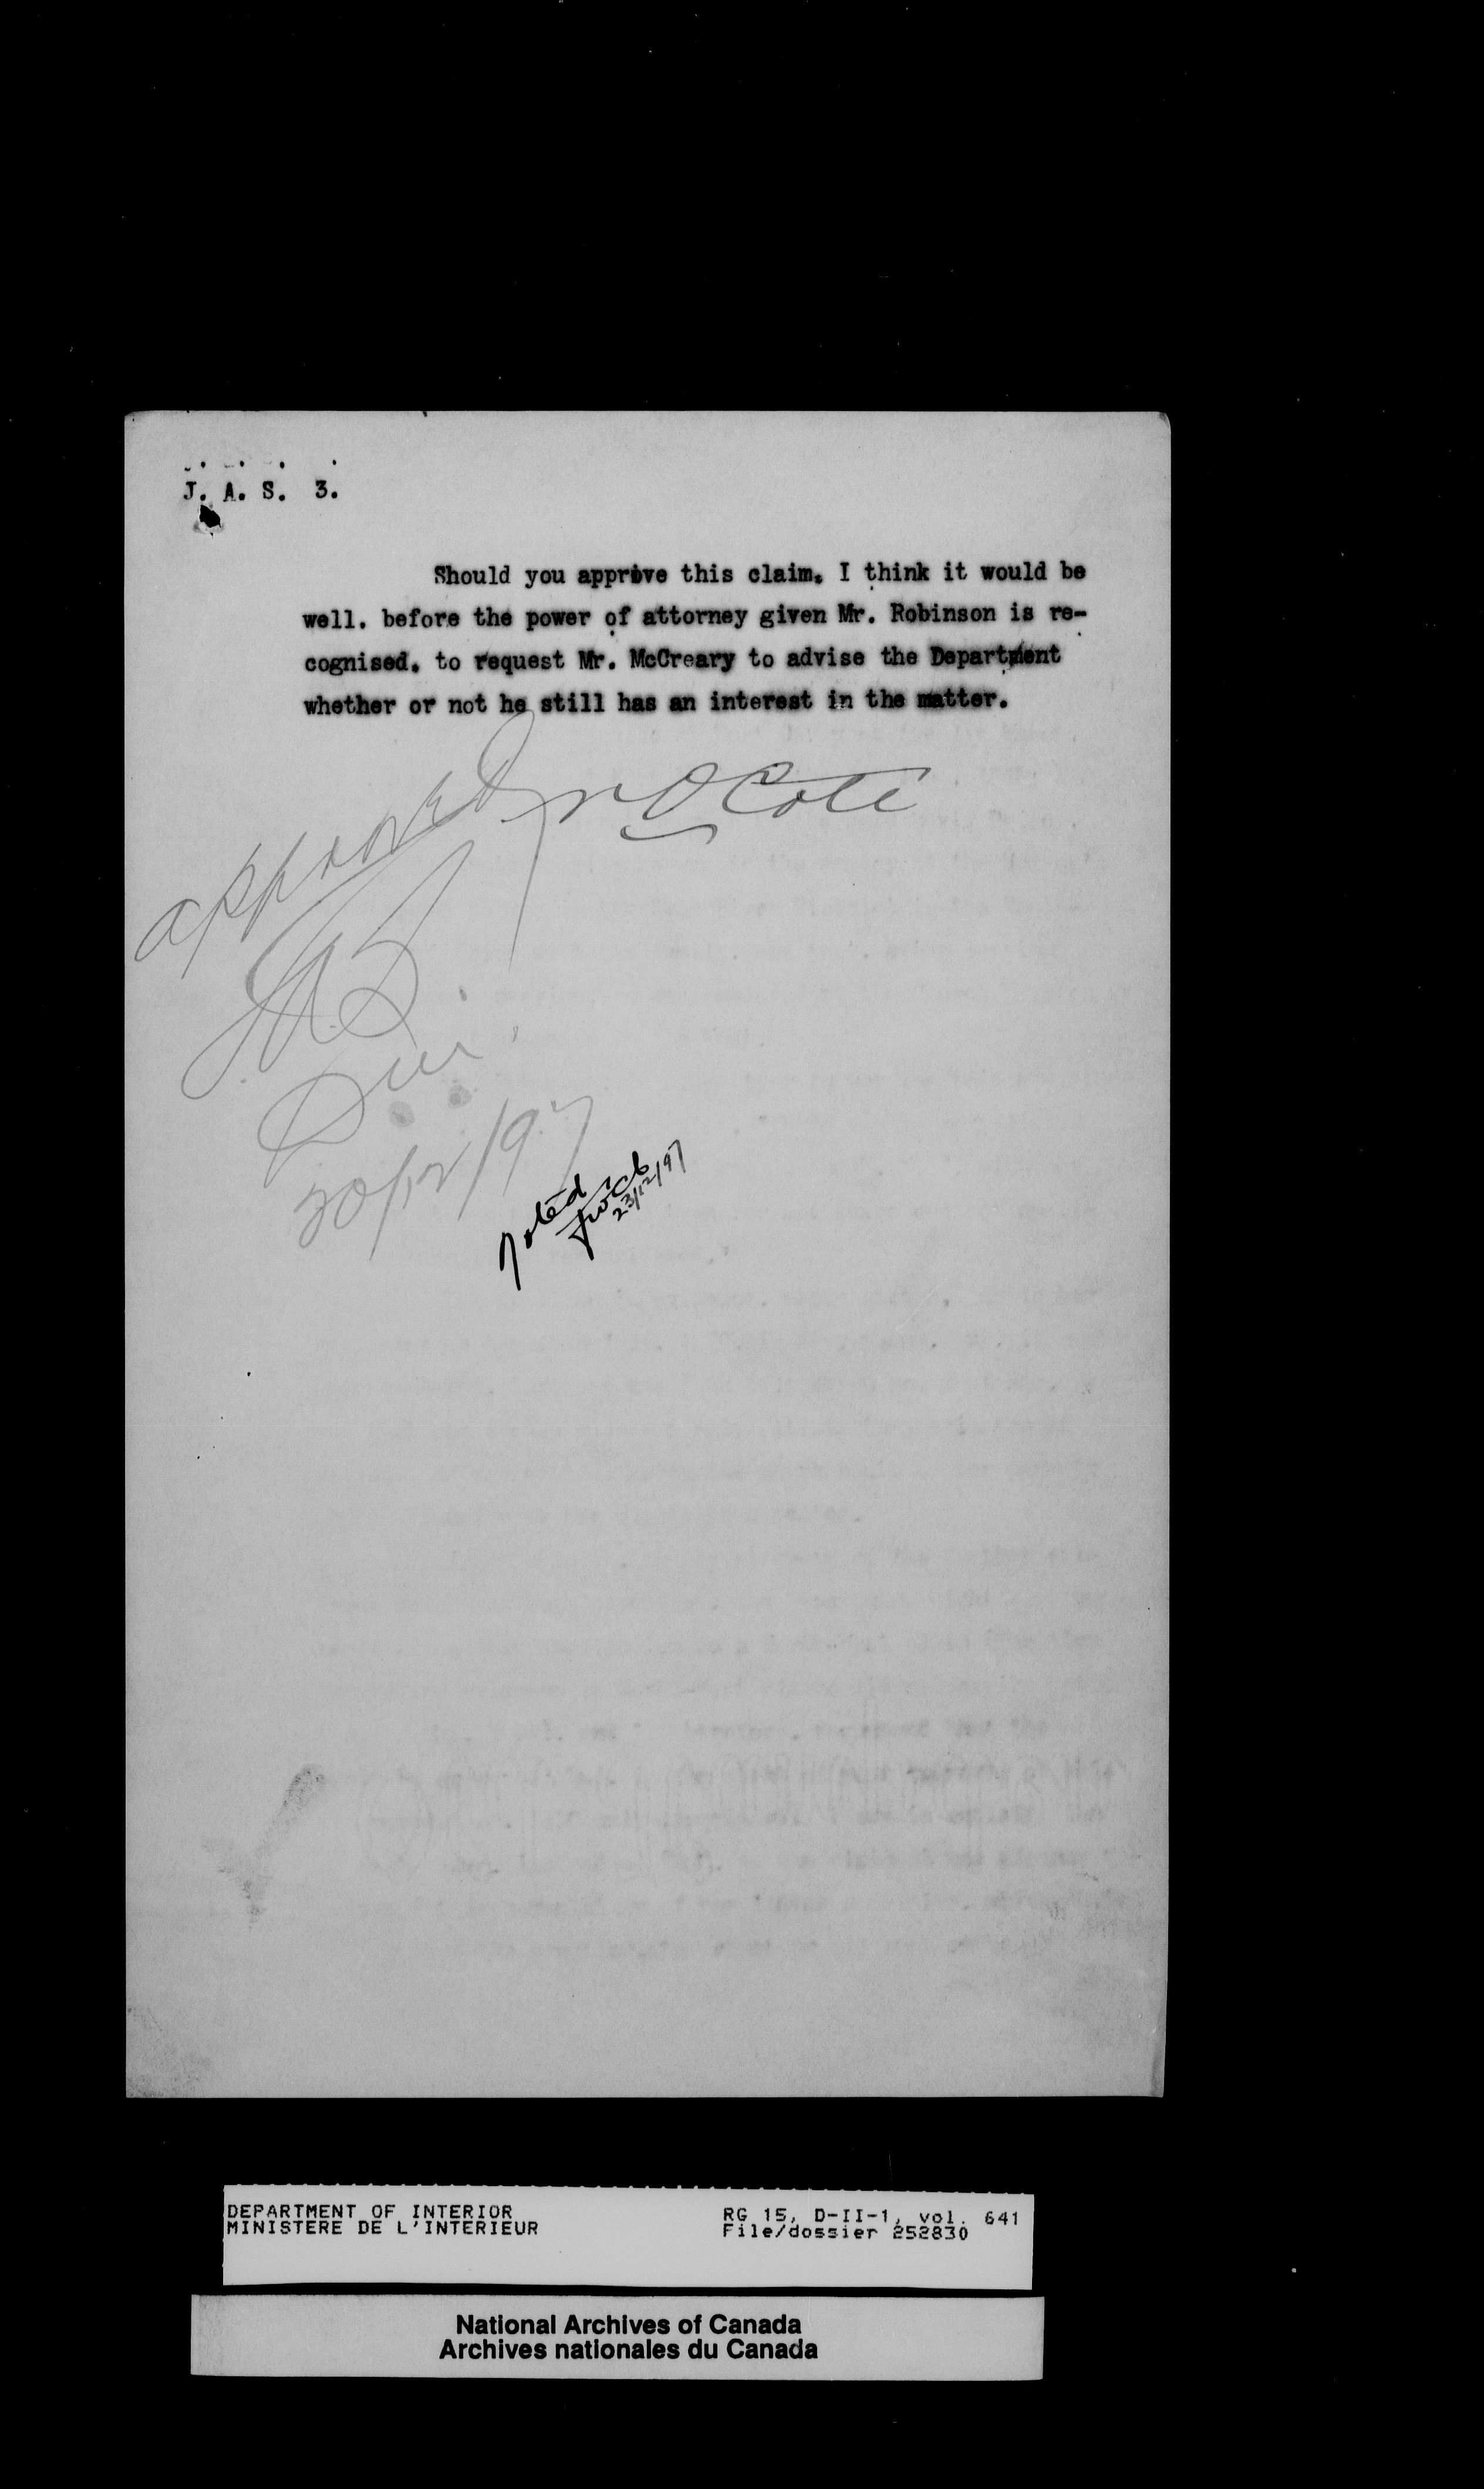 J. A. S. 3.
Should you approve this claim. I think it would be
well. before the power of attorney given Mr. Robinson is re-
cognised. to request Mr. McCreary to advise the Department
whether or not he still has an interest in the matter.
N O Coté
approved
JAS
20/12/97
Noted
23/12/97
DEPARTMENT OF INTERIOR
MINISTERE DE L'INTERIEUR
RG 15, D-II-1, vol. 641
File/dossier 252830
National Archives of Canada
Archives nationales du Canada